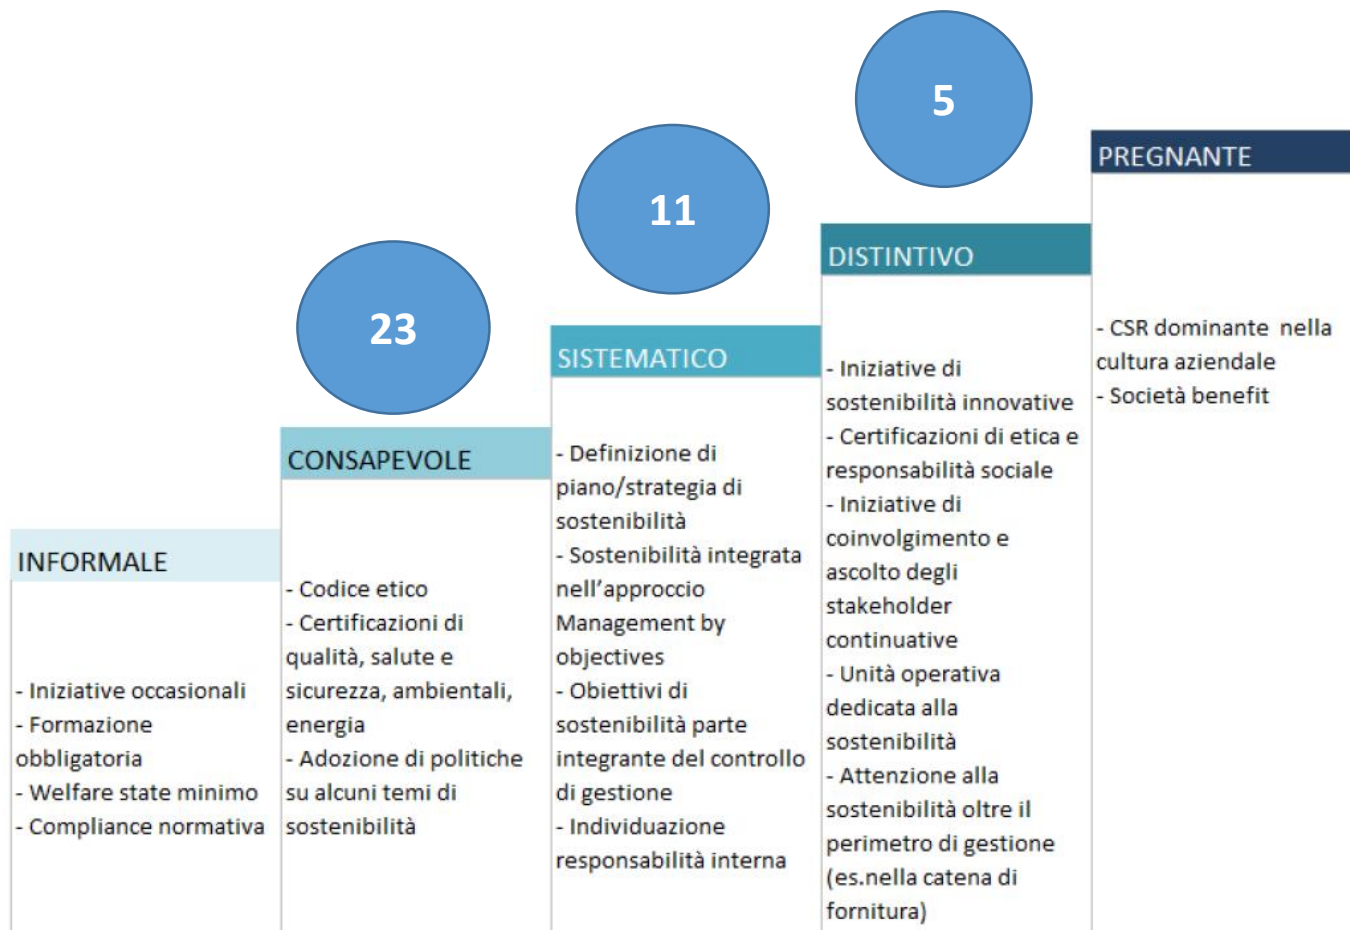 5
PREGNANTE
11
DISTINTIVO
23
SISTEMATICO
CONSAPEVOLE
INFORMALE
- Iniziative occasionali
- Formazione
obbligatoria
- Welfare state minimo
- Compliance normativa
- Codice etico
- Certificazioni di
qualità, salute e
sicurezza, ambientali,
energia
- Adozione di politiche
su alcuni temi di
sostenibilità
- Definizione di
piano/strategia di
sostenibilità
- Sostenibilità integrata
nell'approccio
Management by
objectives
- Obiettivi di
sostenibilità parte
integrante del controllo
di gestione
- Individuazione
responsabilità interna
- Iniziative di
sostenibilità innovative
- Certificazioni di etica e
responsabilità sociale
- Iniziative di
coinvolgimento e
ascolto degli
stakeholder
continuative
- Unità operativa
dedicata alla
sostenibilità
- Attenzione alla
sostenibilità oltre il
perimetro di gestione
(es.nella catena di
fornitura)
- CSR dominante nella
cultura aziendale
- Società benefit